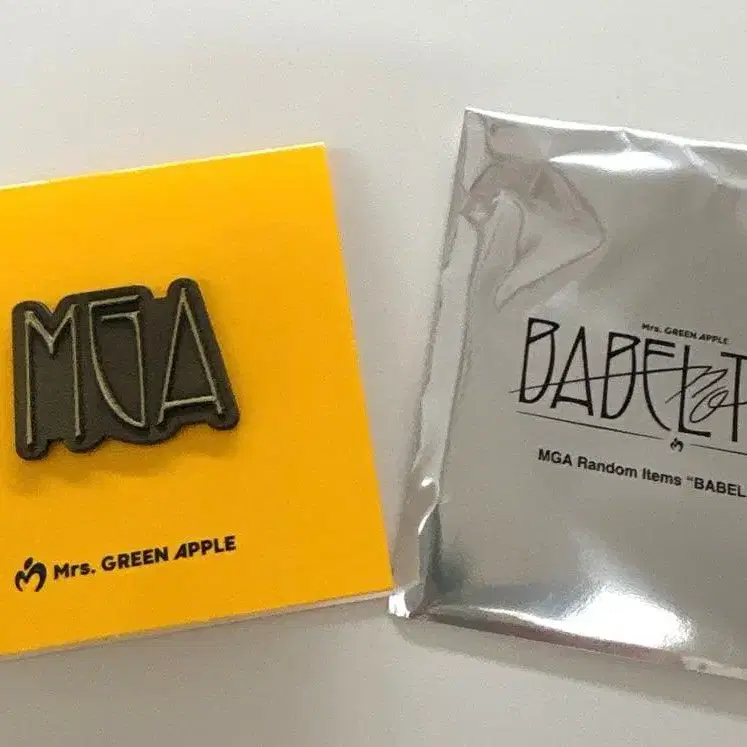 MGA
Mrs. GREEN APPLE
Mrs. GREEN APPLE
BABEL
MGA Random Items “BABEL